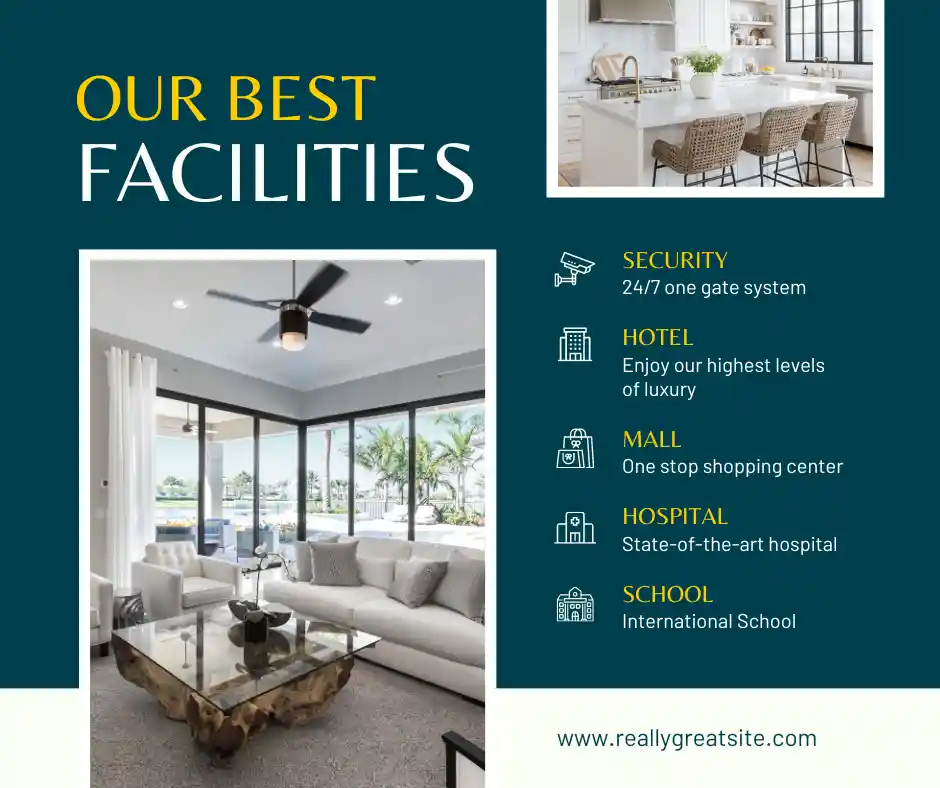 OUR BEST
FACILITIES
SECURITY
24/7 one gate system
HOTEL
Enjoy our highest levels
of luxury
MALL
One stop shopping center
HOSPITAL
State-of-the-art hospital
SCHOOL
International School
www.reallygreatsite.com